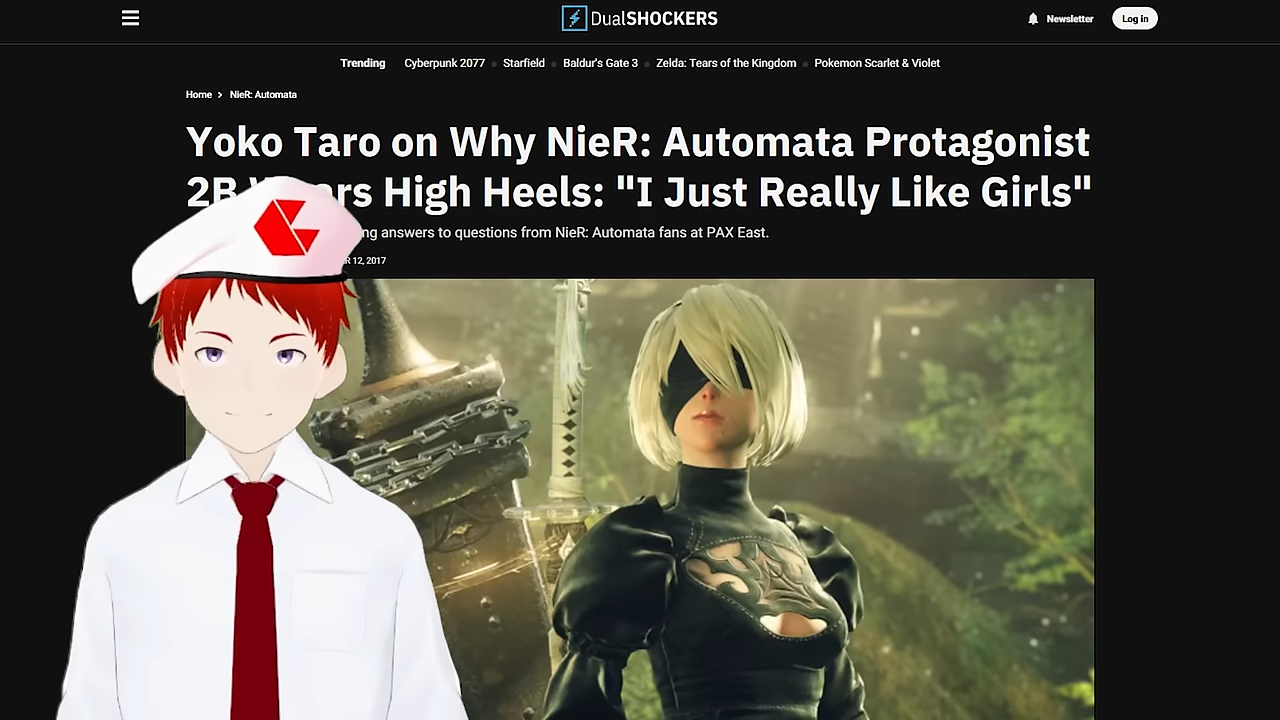 DualSHOCKERS
Newsletter
Log in
Trending Cyberpunk 2077 Starfield Baldur's Gate 3 Zelda: Tears of the Kingdom Pokemon Scarlet & Violet
Home > NieR: Automata
Yoko Taro on Why NieR: Automata Protagonist
2B High Heels: "I Just Really Like Girls"
answers to questions from NieR: Automata fans at PAX East.
12, 2017